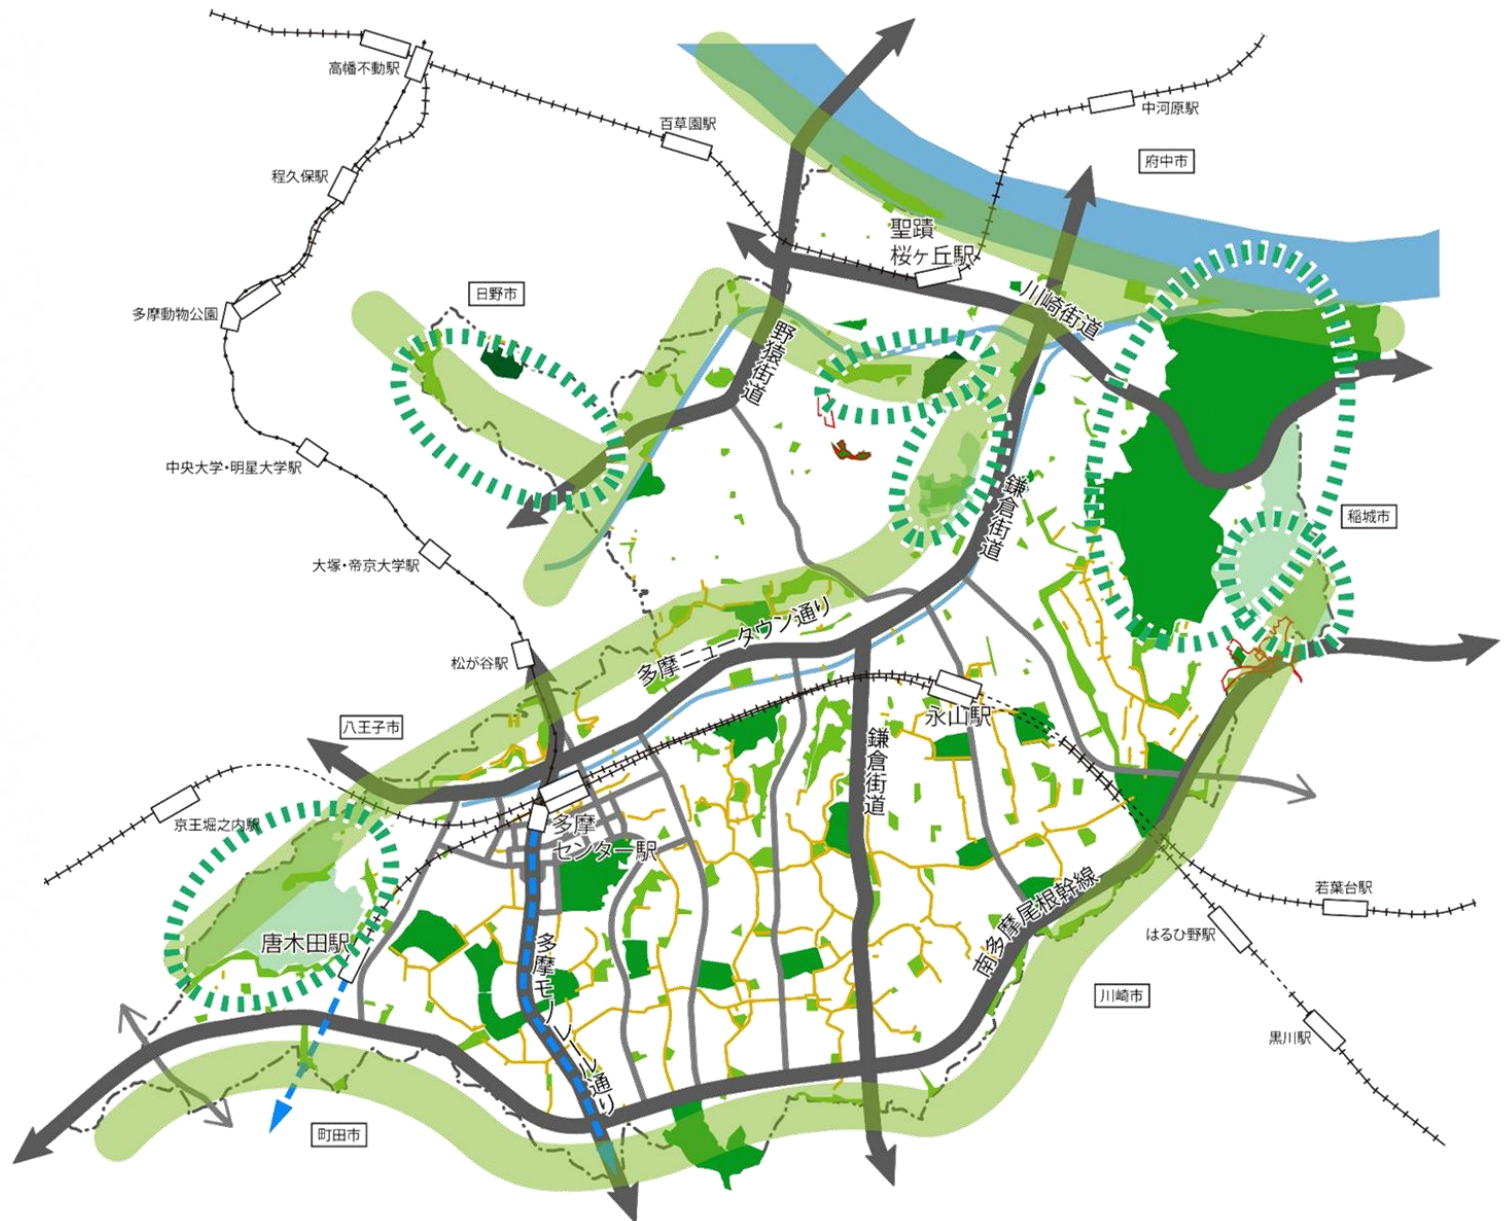 高幡不動駅
百草園駅
中河原駅
府中市
程久保駅
聖蹟
桜ヶ丘駅
日野市
川崎街道
多摩動物公園
野猿街道
中央大学・明星大学駅
鎌倉街道
稲城市
大塚・帝京大学駅
多摩ニュータウン通り
松が谷駅
八王子市
永山駅
鎌倉街道
京王堀之内駅
多摩
センター駅
若葉台駅
南多摩尾根幹線
はるひ野駅
唐木田駅
多摩モノレール通り
川崎市
黒川駅
町田市